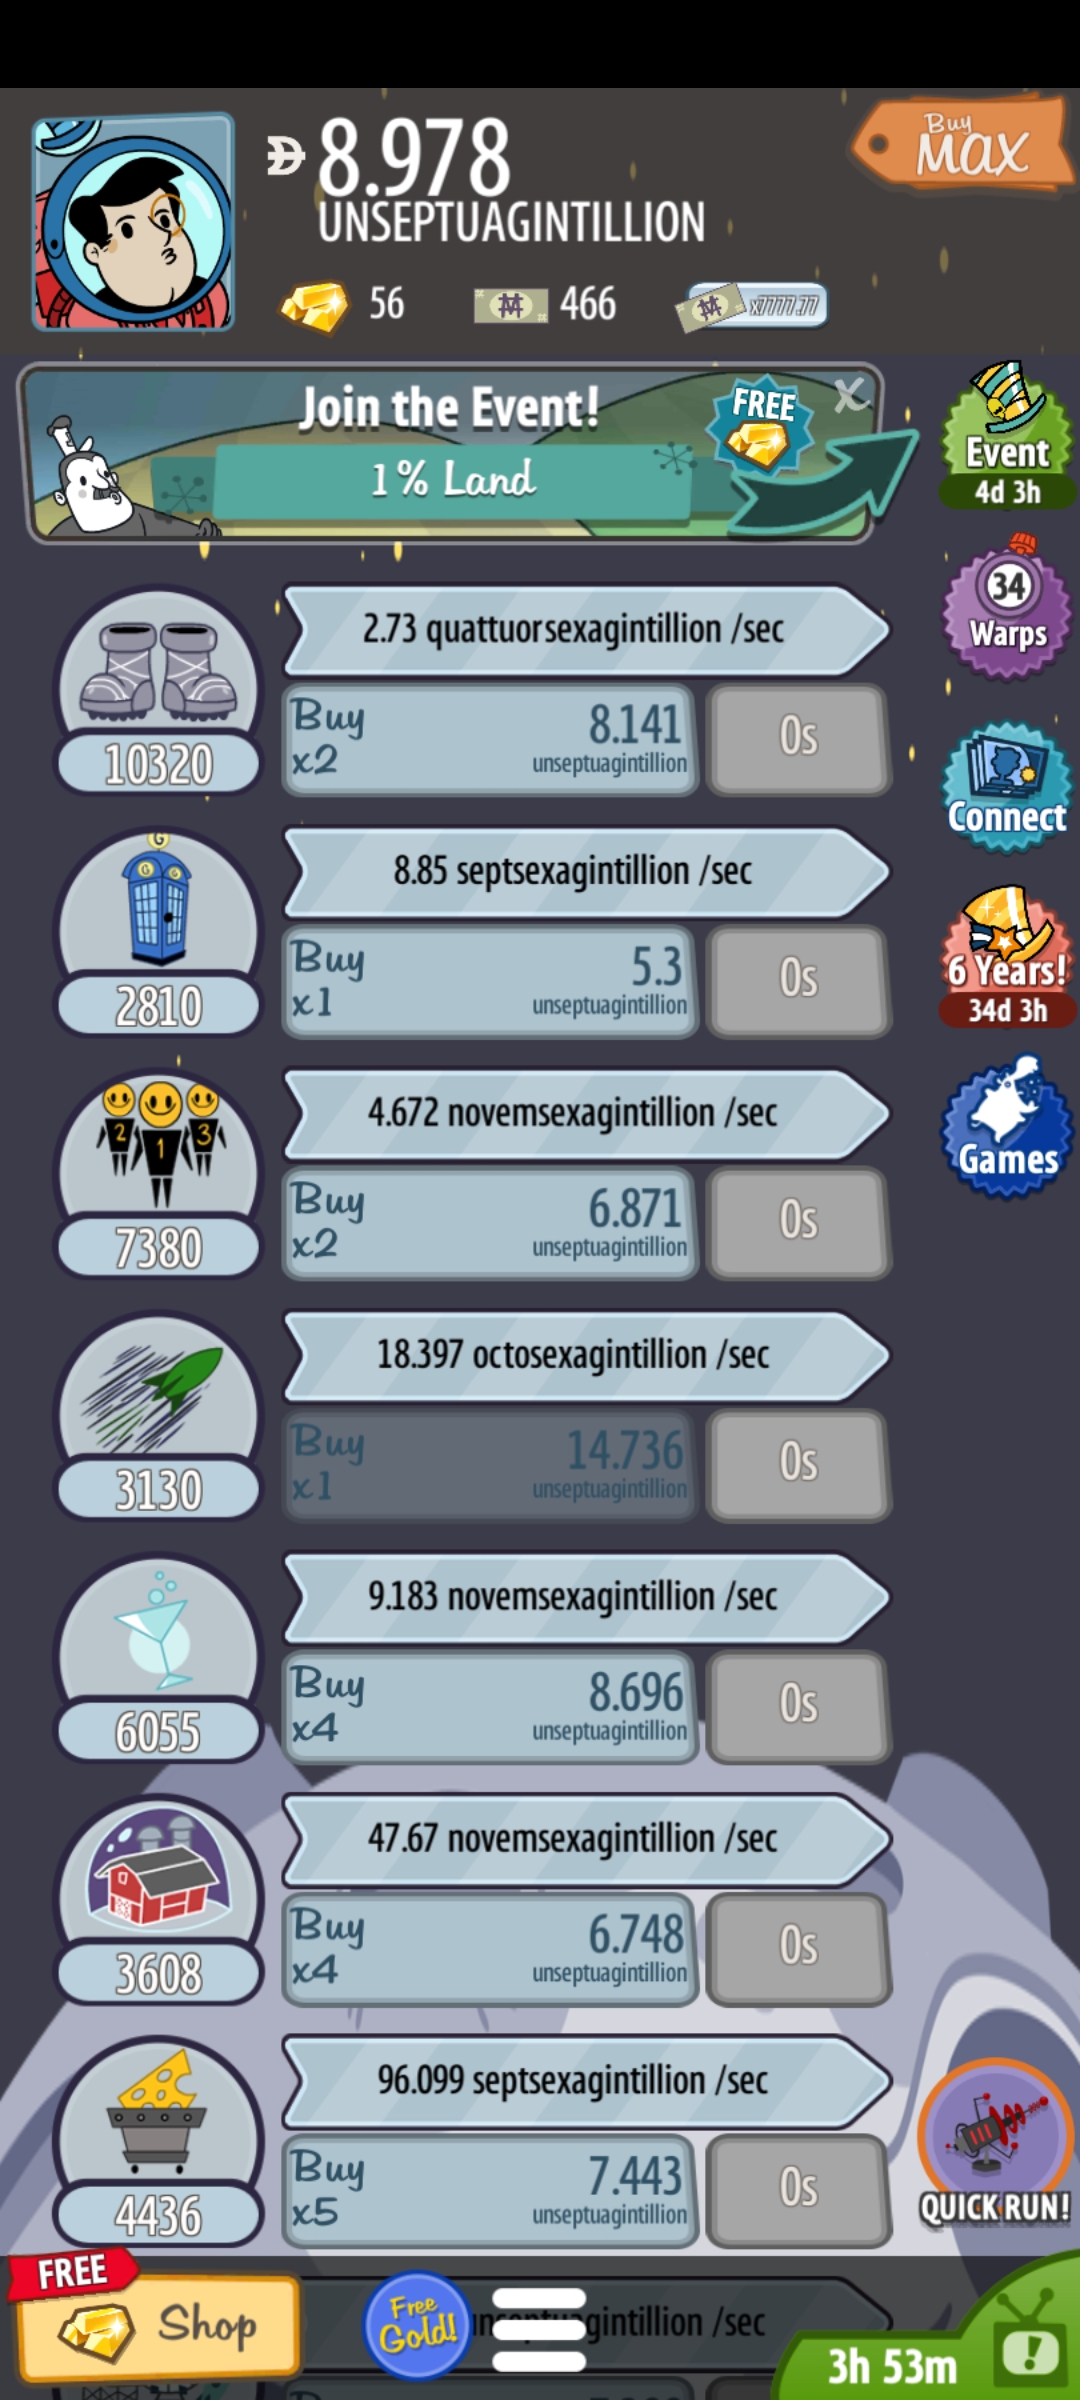 Buy
MAX
8.978
UNSEPTUAGINTILLION
56
466
x7777.77
Join the Event!
FREE
X
1% Land
Event
4d 3h
34
Warps
Connect
6 Years!
34d 3h
Games
2.73 quattuorsexagintillion /sec
Buy
x2
8.141
unseptuagintillion
0s
10320
G
G G
8.85 septsexagintillion /sec
Buy
x1
5.3
unseptuagintillion
0s
2810
2 1 3
4.672 novemsexagintillion /sec
Buy
x2
6.871
unseptuagintillion
0s
7380
18.397 octosexagintillion /sec
Buy
x1
14.736
unseptuagintillion
0s
3130
9.183 novemsexagintillion /sec
Buy
x4
8.696
unseptuagintillion
0s
6055
47.67 novemsexagintillion /sec
Buy
x4
6.748
unseptuagintillion
0s
3608
96.099 septsexagintillion /sec
Buy
x5
7.443
unseptuagintillion
0s
4436
QUICK RUN!
FREE
Shop
Free
Gold!
/sec
3h 53m
!